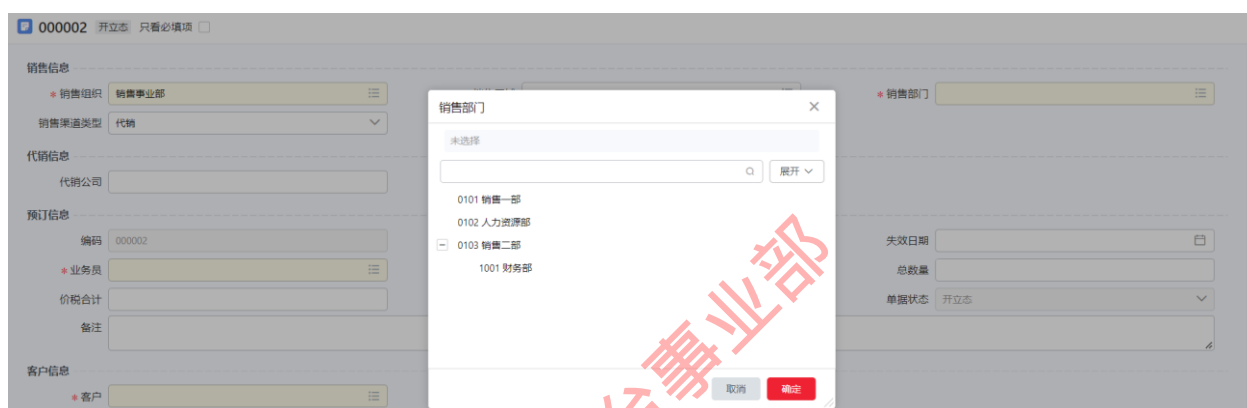 000002 开立态 只看必填项
销售信息
* 销售组织 销售事业部
* 销售部门
销售渠道类型 代销
代销信息
代销公司
预订信息
编码 000002
失效日期
* 业务员
总数量
价税合计
单据状态 开立态
备注
客户信息
* 客户
销售部门
未选择
展开
0101 销售一部
0102 人力资源部
0103 销售二部
1001 财务部
取消 确定
事业部